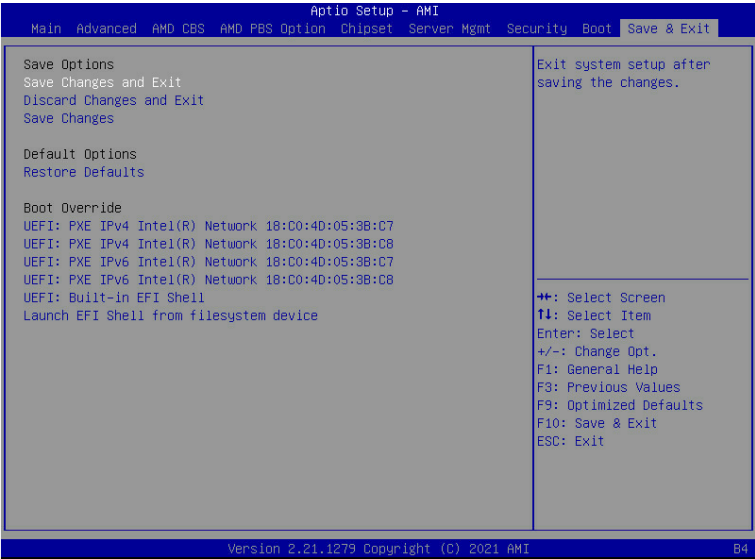 Aptio Setup - AMI
Main Advanced AMD CBS AMD PBS Option Chipset Server Mgmt Security Boot Save & Exit
Save Options
Save Changes and Exit
Discard Changes and Exit
Save Changes
Default Options
Restore Defaults
Boot Override
UEFI: PXE IPv4 Intel(R) Network 18:C0:4D:05:3B:C7
UEFI: PXE IPv4 Intel(R) Network 18:C0:4D:05:3B:C8
UEFI: PXE IPv6 Intel(R) Network 18:C0:4D:05:3B:C7
UEFI: PXE IPv6 Intel(R) Network 18:C0:4D:05:3B:C8
UEFI: Built-in EFI Shell
Launch EFI Shell from filesystem device
Exit system setup after
saving the changes.
→←: Select Screen
↑↓: Select Item
Enter: Select
+/-: Change Opt.
F1: General Help
F3: Previous Values
F9: Optimized Defaults
F10: Save & Exit
ESC: Exit
Version 2.21.1279 Copyright (C) 2021 AMI
B4